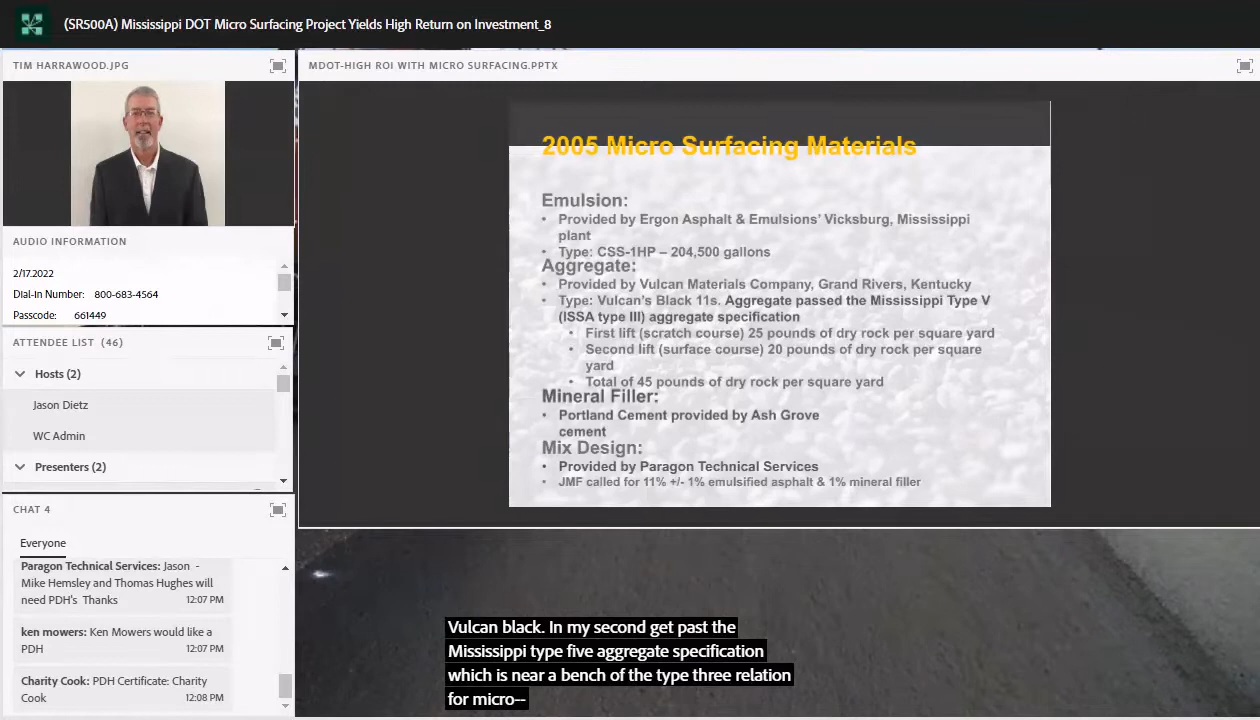 (SR500A) Mississippi DOT Micro Surfacing Project Yields High Return on Investment_8
TIM HARRAWOOD.JPG
MDOT-HIGH ROI WITH MICRO SURFACING.PPTX
2005 Micro Surfacing Materials
Emulsion:
• Provided by Ergon Asphalt & Emulsions' Vicksburg, Mississippi
plant
• Type: CSS-1HP – 204,500 gallons
Aggregate:
• Provided by Vulcan Materials Company, Grand Rivers, Kentucky
• Type: Vulcan's Black 11s. Aggregate passed the Mississippi Type V
(ISSA type III) aggregate specification
• First lift (scratch course) 25 pounds of dry rock per square yard
• Second lift (surface course) 20 pounds of dry rock per square
yard
• Total of 45 pounds of dry rock per square yard
Mineral Filler:
• Portland Cement provided by Ash Grove
cement
Mix Design:
• Provided by Paragon Technical Services
• JMF called for 11% +/- 1% emulsified asphalt & 1% mineral filler
AUDIO INFORMATION
2/17.2022
Dial-In Number: 800-683-4564
Passcode: 661449
ATTENDEE LIST (46)
Hosts (2)
Jason Dietz
WC Admin
Presenters (2)
CHAT 4
Everyone
Paragon Technical Services: Jason -
Mike Hemsley and Thomas Hughes will
need PDH's Thanks 12:07 PM
ken mowers: Ken Mowers would like a
PDH 12:07 PM
Charity Cook: PDH Certificate: Charity
Cook 12:08 PM
Vulcan black. In my second get past the
Mississippi type five aggregate specification
which is near a bench of the type three relation
for micro--